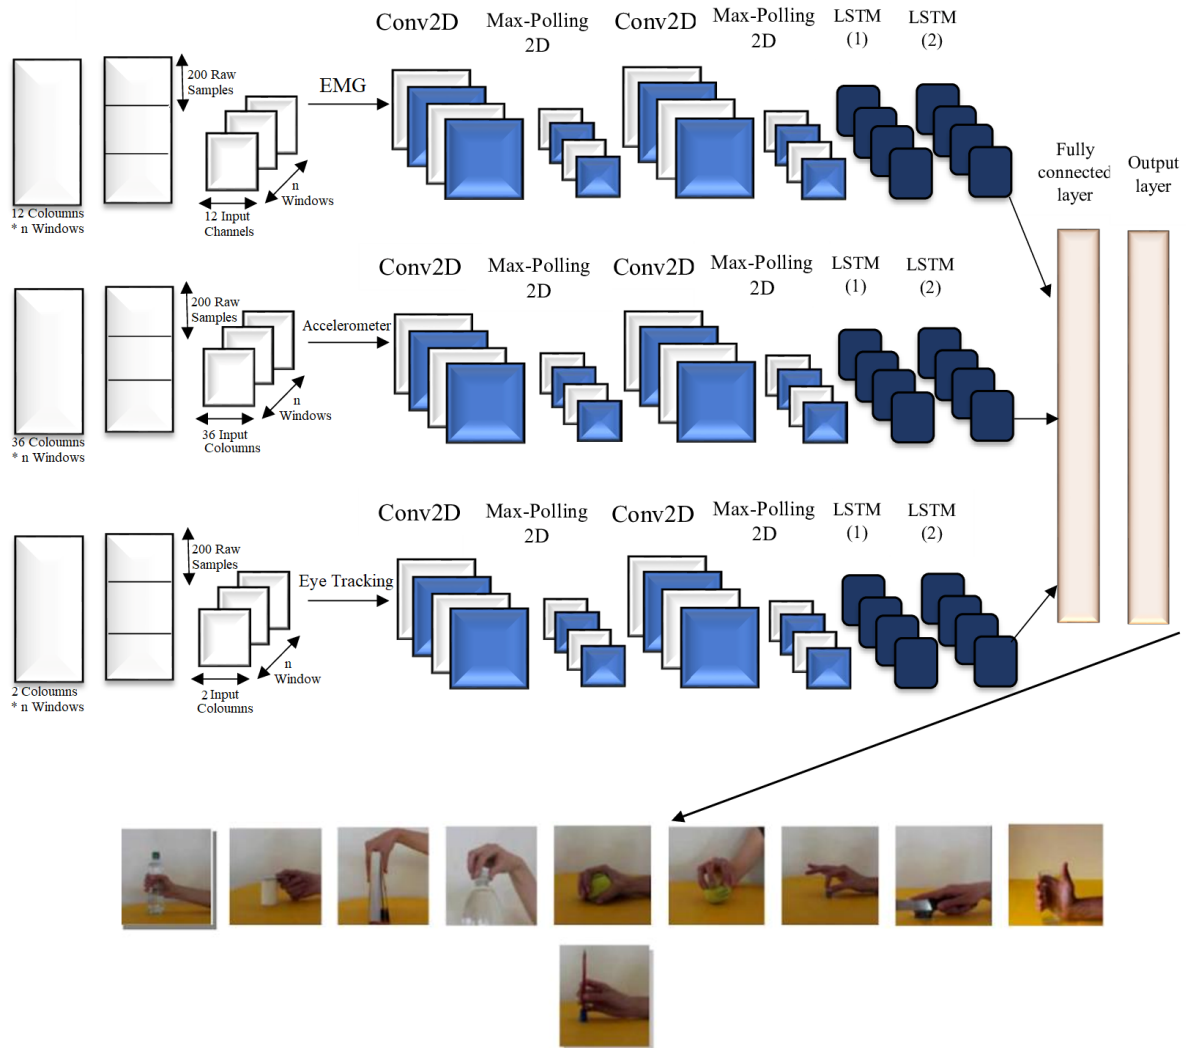 Conv2D
Max-Polling
2D
Conv2D
Max-Polling
2D
LSTM
(1)
LSTM
(2)
200 Raw
Samples
EMG
n
Windows
12 Input
Channels
12 Coloumns
* n Windows
Fully
connected
layer
Output
layer
Conv2D
Max-Polling
2D
Conv2D
Max-Polling
2D
LSTM
(1)
LSTM
(2)
200 Raw
Samples
Accelerometer
n
Windows
36 Input
Coloumns
36 Coloumns
* n Windows
Conv2D
Max-Polling
2D
Conv2D
Max-Polling
2D
LSTM
(1)
LSTM
(2)
200 Raw
Samples
Eye Tracking
n
Window
2 Input
Coloumns
2 Coloumns
* n Windows